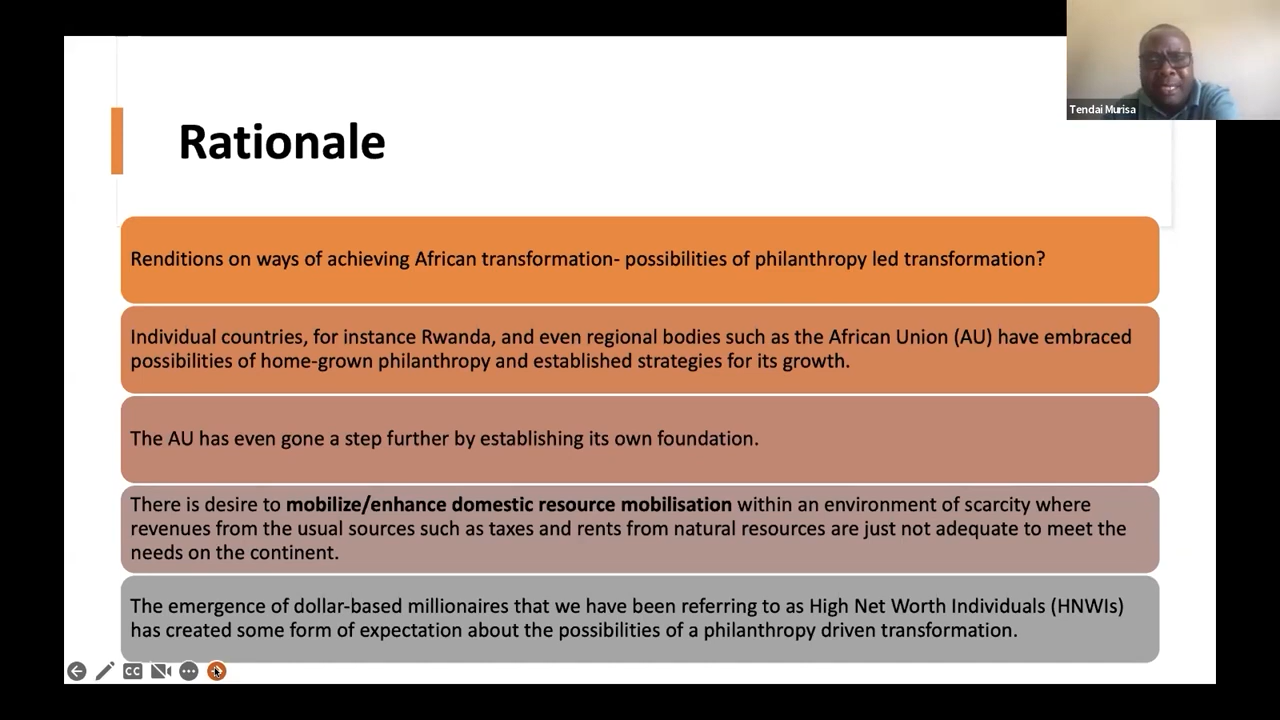 Tendai Murisa
Rationale
Renditions on ways of achieving African transformation- possibilities of philanthropy led transformation?
Individual countries, for instance Rwanda, and even regional bodies such as the African Union (AU) have embraced
possibilities of home-grown philanthropy and established strategies for its growth.
The AU has even gone a step further by establishing its own foundation.
There is desire to mobilize/enhance domestic resource mobilisation within an environment of scarcity where
revenues from the usual sources such as taxes and rents from natural resources are just not adequate to meet the
needs on the continent.
The emergence of dollar-based millionaires that we have been referring to as High Net Worth Individuals (HNWIs)
has created some form of expectation about the possibilities of a philanthropy driven transformation.
CC